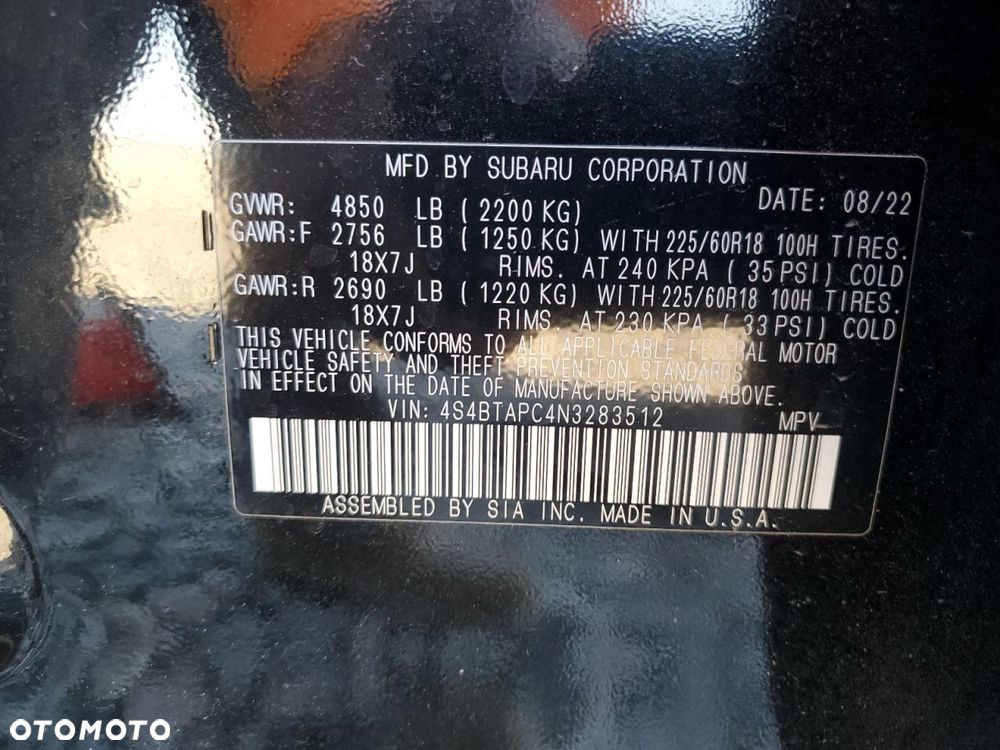 MFD BY SUBARU CORPORATION
DATE: 08/22
GVWR: 4850 LB ( 2200 KG)
GAWR:F 2756 LB ( 1250 KG) WITH 225/60R18 100H TIRES.
18X7J RIMS. AT 240 KPA ( 35 PSI) COLD
GAWR:R 2690 LB ( 1220 KG) WITH 225/60R18 100H TIRES.
18X7J RIMS. AT 230 KPA ( 33 PSI) COLD
THIS VEHICLE CONFORMS TO ALL APPLICABLE FEDERAL MOTOR
VEHICLE SAFETY AND THEFT PREVENTION STANDARDS
IN EFFECT ON THE DATE OF MANUFACTURE SHOWN ABOVE.
VIN: 4S4BTAPC4N3283512 MPV
ASSEMBLED BY SIA INC. MADE IN U.S.A.
OTOMOTO